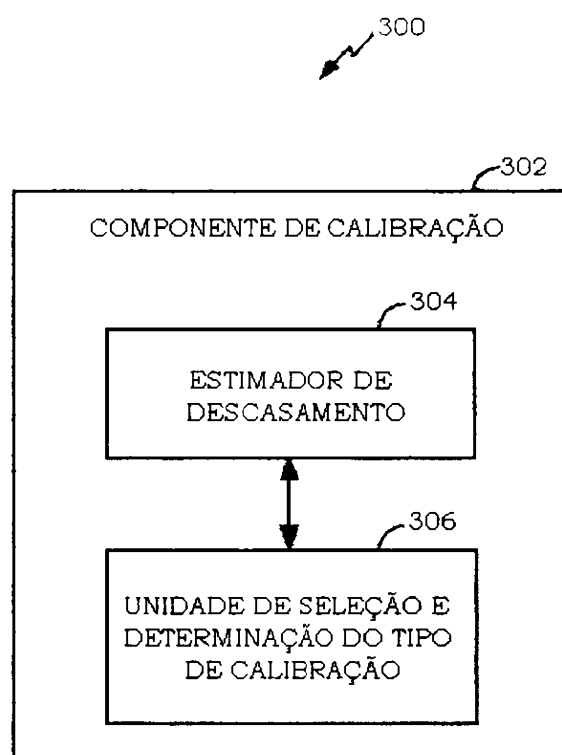 300
302
COMPONENTE DE CALIBRAÇÃO
304
ESTIMADOR DE
DESCASAMENTO
306
UNIDADE DE SELEÇÃO E
DETERMINAÇÃO DO TIPO
DE CALIBRAÇÃO